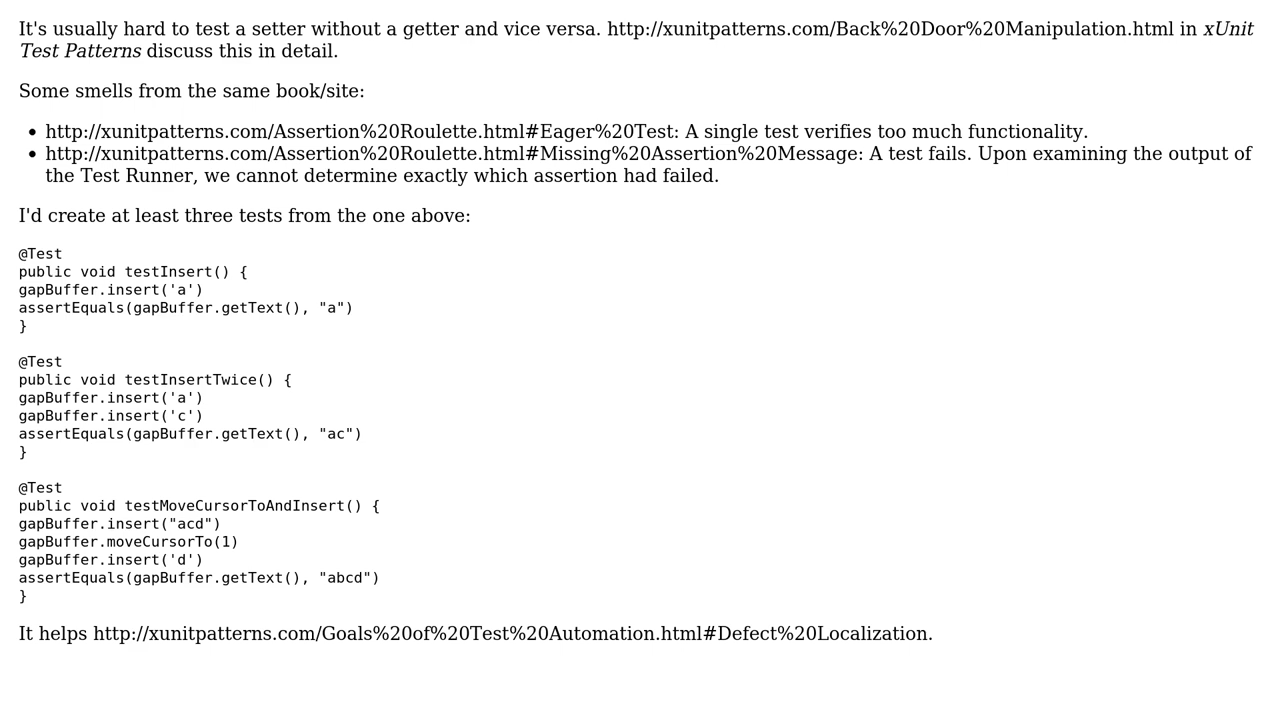 It's usually hard to test a setter without a getter and vice versa. http://xunitpatterns.com/Back%20Door%20Manipulation.html in xUnit
Test Patterns discuss this in detail.
Some smells from the same book/site:
• http://xunitpatterns.com/Assertion%20Roulette.html#Eager%20Test: A single test verifies too much functionality.
• http://xunitpatterns.com/Assertion%20Roulette.html#Missing%20Assertion%20Message: A test fails. Upon examining the output of
the Test Runner, we cannot determine exactly which assertion had failed.
I'd create at least three tests from the one above:
@Test
public void testInsert() {
gapBuffer.insert('a')
assertEquals(gapBuffer.getText(), "a")
}
@Test
public void testInsertTwice() {
gapBuffer.insert('a')
gapBuffer.insert('c')
assertEquals(gapBuffer.getText(), "ac")
}
@Test
public void testMoveCursorToAndInsert() {
gapBuffer.insert("acd")
gapBuffer.moveCursorTo(1)
gapBuffer.insert('d')
assertEquals(gapBuffer.getText(), "abcd")
}
It helps http://xunitpatterns.com/Goals%20of%20Test%20Automation.html#Defect%20Localization.